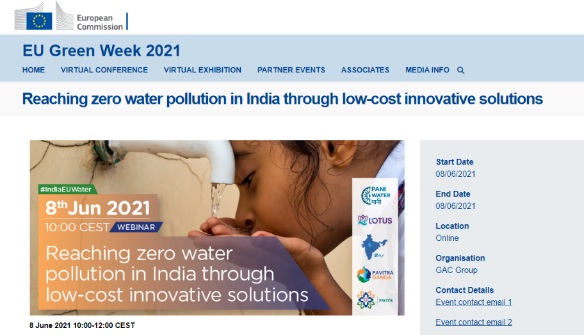 European
Commission
EU Green Week 2021
HOME VIRTUAL CONFERENCE VIRTUAL EXHIBITION PARTNER EVENTS ASSOCIATES MEDIA INFO
Reaching zero water pollution in India through low-cost innovative solutions
#IndiaEUWater
8th Jun 2021
10:00 CEST WEBINAR
Reaching zero water
pollution in India through
low-cost innovative solutions
PANI
WATER
पानी
LOTUS
PAVITRA
GANGA
8 June 2021 10:00-12:00 CEST
Start Date
08/06/2021
End Date
08/06/2021
Location
Online
Organisation
GAC Group
Contact Details
Event contact email 1
Event contact email 2